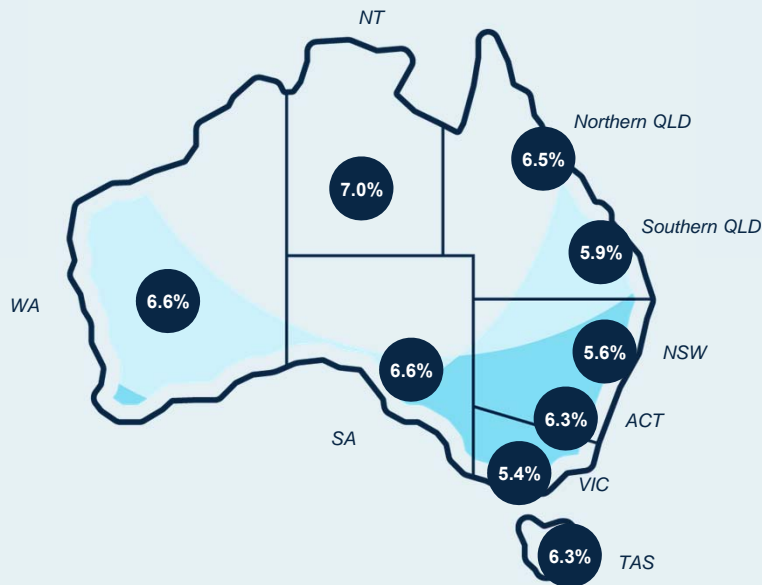 NT
Northern QLD
6.5%
7.0%
Southern QLD
5.9%
WA
6.6%
NSW
5.6%
6.6%
ACT
6.3%
SA
VIC
5.4%
TAS
6.3%